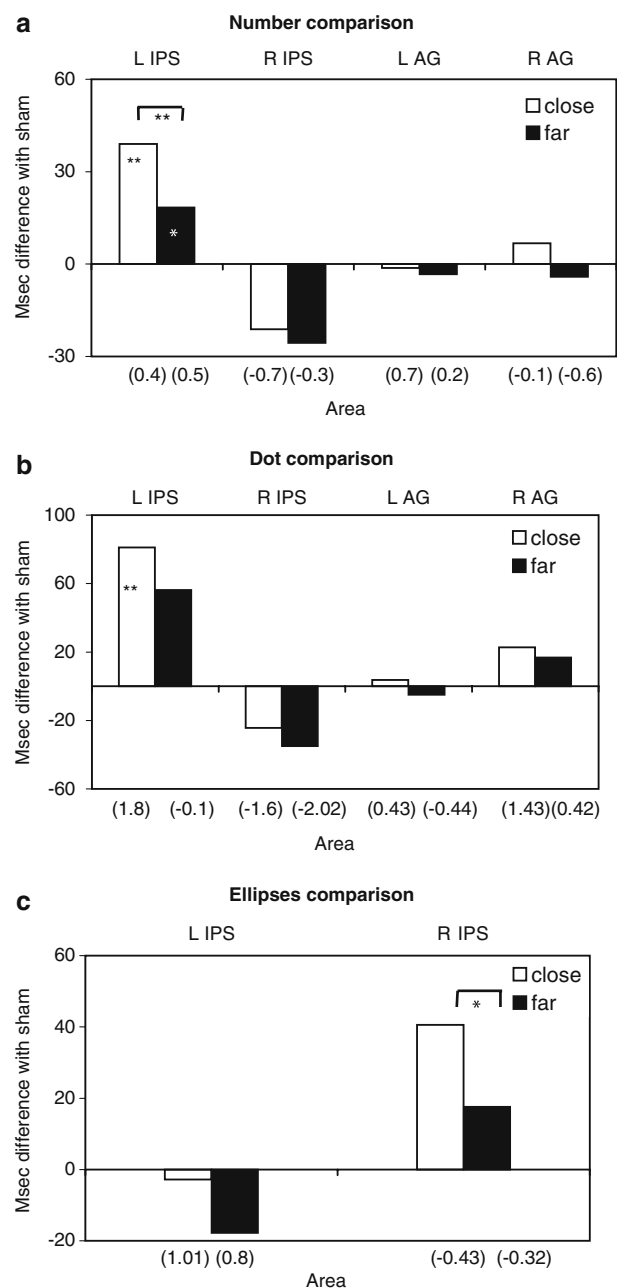 a
Number comparison
L IPS R IPS L AG R AG
60
30
0
-30
Msec difference with sham
** 
**
*
close
far
(0.4) (0.5) (-0.7)(-0.3) (0.7) (0.2) (-0.1) (-0.6)
Area
b
Dot comparison
L IPS R IPS L AG R AG
100
60
20
-20
-60
Msec difference with sham
**
close
far
(1.8) (-0.1) (-1.6) (-2.02) (0.43) (-0.44) (1.43)(0.42)
Area
c
Ellipses comparison
L IPS R IPS
60
40
20
0
-20
Msec difference with sham
*
close
far
(1.01) (0.8) (-0.43) (-0.32)
Area